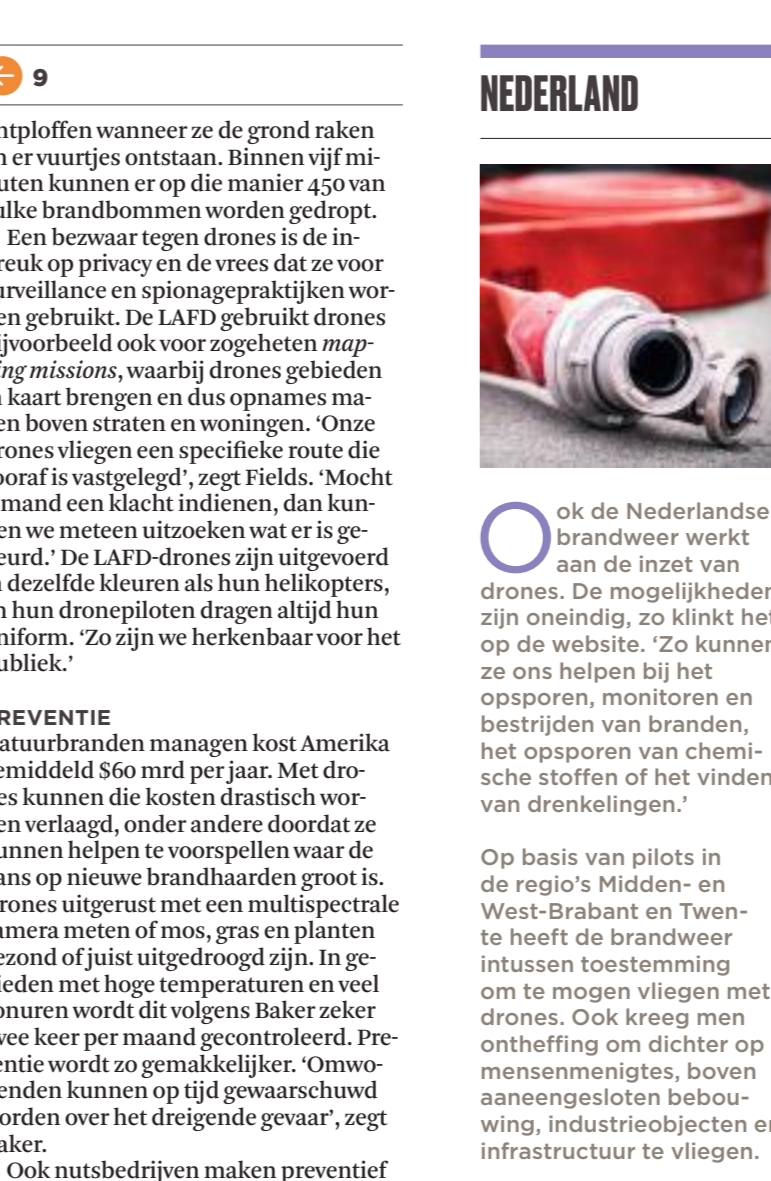 9
ntploffen wanneer ze de grond raken
n er vuurtjes ontstaan. Binnen vijf mi-
uten kunnen er op die manier 450 van
ulke brandbommen worden gedropt.
Een bezwaar tegen drones is de in-
reuk op privacy en de vrees dat ze voor
urveillance en spionagepraktijken wor-
en gebruikt. De LAFD gebruikt drones
ijvoorbeeld ook voor zogeheten map-
ing missions, waarbij drones gebieden
n kaart brengen en dus opnames ma-
en boven straten en woningen. ‘Onze
rones vliegen een specifieke route die
ooraf is vastgelegd’, zegt Fields. ‘Mocht
mand een klacht indienen, dan kun-
en we meteen uitzoeken wat er is ge-
eurd.’ De LAFD-drones zijn uitgevoerd
n dezelfde kleuren als hun helikopters,
n hun dronepiloten dragen altijd hun
niform. ‘Zo zijn we herkenbaar voor het
ubliek.’
REVENTIE
atuurbranden managen kost Amerika
emiddeld $60 mrd per jaar. Met dro-
es kunnen die kosten drastisch wor-
en verlaagd, onder andere doordat ze
unnen helpen te voorspellen waar de
ans op nieuwe brandhaarden groot is.
rones uitgerust met een multispectrale
amera meten of mos, gras en planten
ezond of juist uitgedroogd zijn. In ge-
ieden met hoge temperaturen en veel
onuren wordt dit volgens Baker zeker
wee keer per maand gecontroleerd. Pre-
entie wordt zo gemakkelijker. ‘Omwo-
enden kunnen op tijd gewaarschuwd
orden over het dreigende gevaar’, zegt
aker.
Ook nutsbedrijven maken preventief
NEDERLAND
Ook de Nederlandse
brandweer werkt
aan de inzet van
drones. De mogelijkheden
zijn oneindig, zo klinkt het
op de website. ‘Zo kunnen
ze ons helpen bij het
opsporen, monitoren en
bestrijden van branden,
het opsporen van chemi-
sche stoffen of het vinden
van drenkelingen.’
Op basis van pilots in
de regio’s Midden- en
West-Brabant en Twen-
te heeft de brandweer
intussen toestemming
om te mogen vliegen met
drones. Ook kreeg men
ontheffing om dichter op
mensenmenigtes, boven
aaneengesloten bebou-
wing, industrieobjecten en
infrastructuur te vliegen.